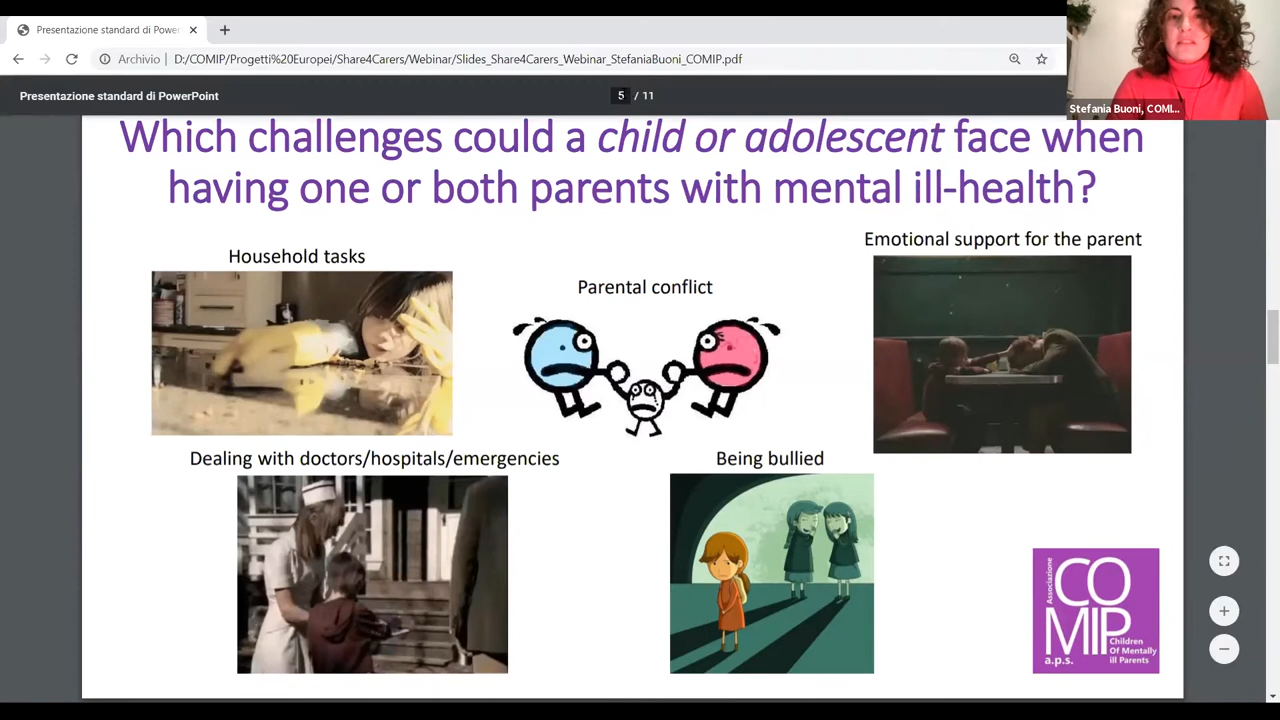 Presentazione standard di Power
Archivio
D:/COMIP/Progetti%20Europei/Share4Carers/Webinar/Slides_Share4Carers_Webinar_StefaniaBuoni_COMIP.pdf
Stefania Buoni, COMI...
Presentazione standard di PowerPoint
5 / 11
Which challenges could a child or adolescent face when
having one or both parents with mental ill-health?
Household tasks
Parental conflict
Emotional support for the parent
Dealing with doctors/hospitals/emergencies
Being bullied
Associazione
CO
MIP
Children
Of Mentally
ill Parents
a.p.s.